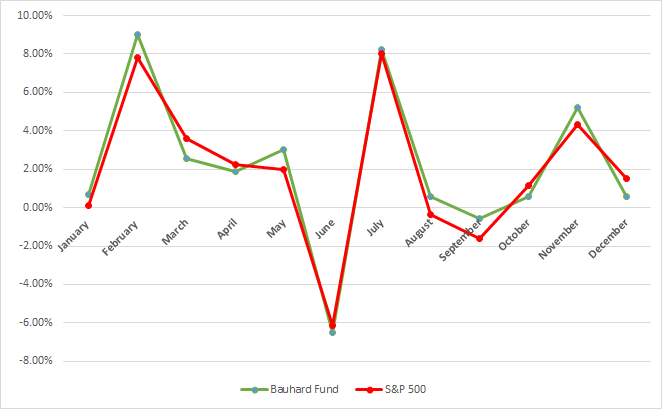 10.00%
8.00%
6.00%
4.00%
2.00%
0.00%
-2.00%
-4.00%
-6.00%
-8.00%
January
February
March
April
May
June
July
August
September
October
November
December
Bauhard Fund
S&P 500